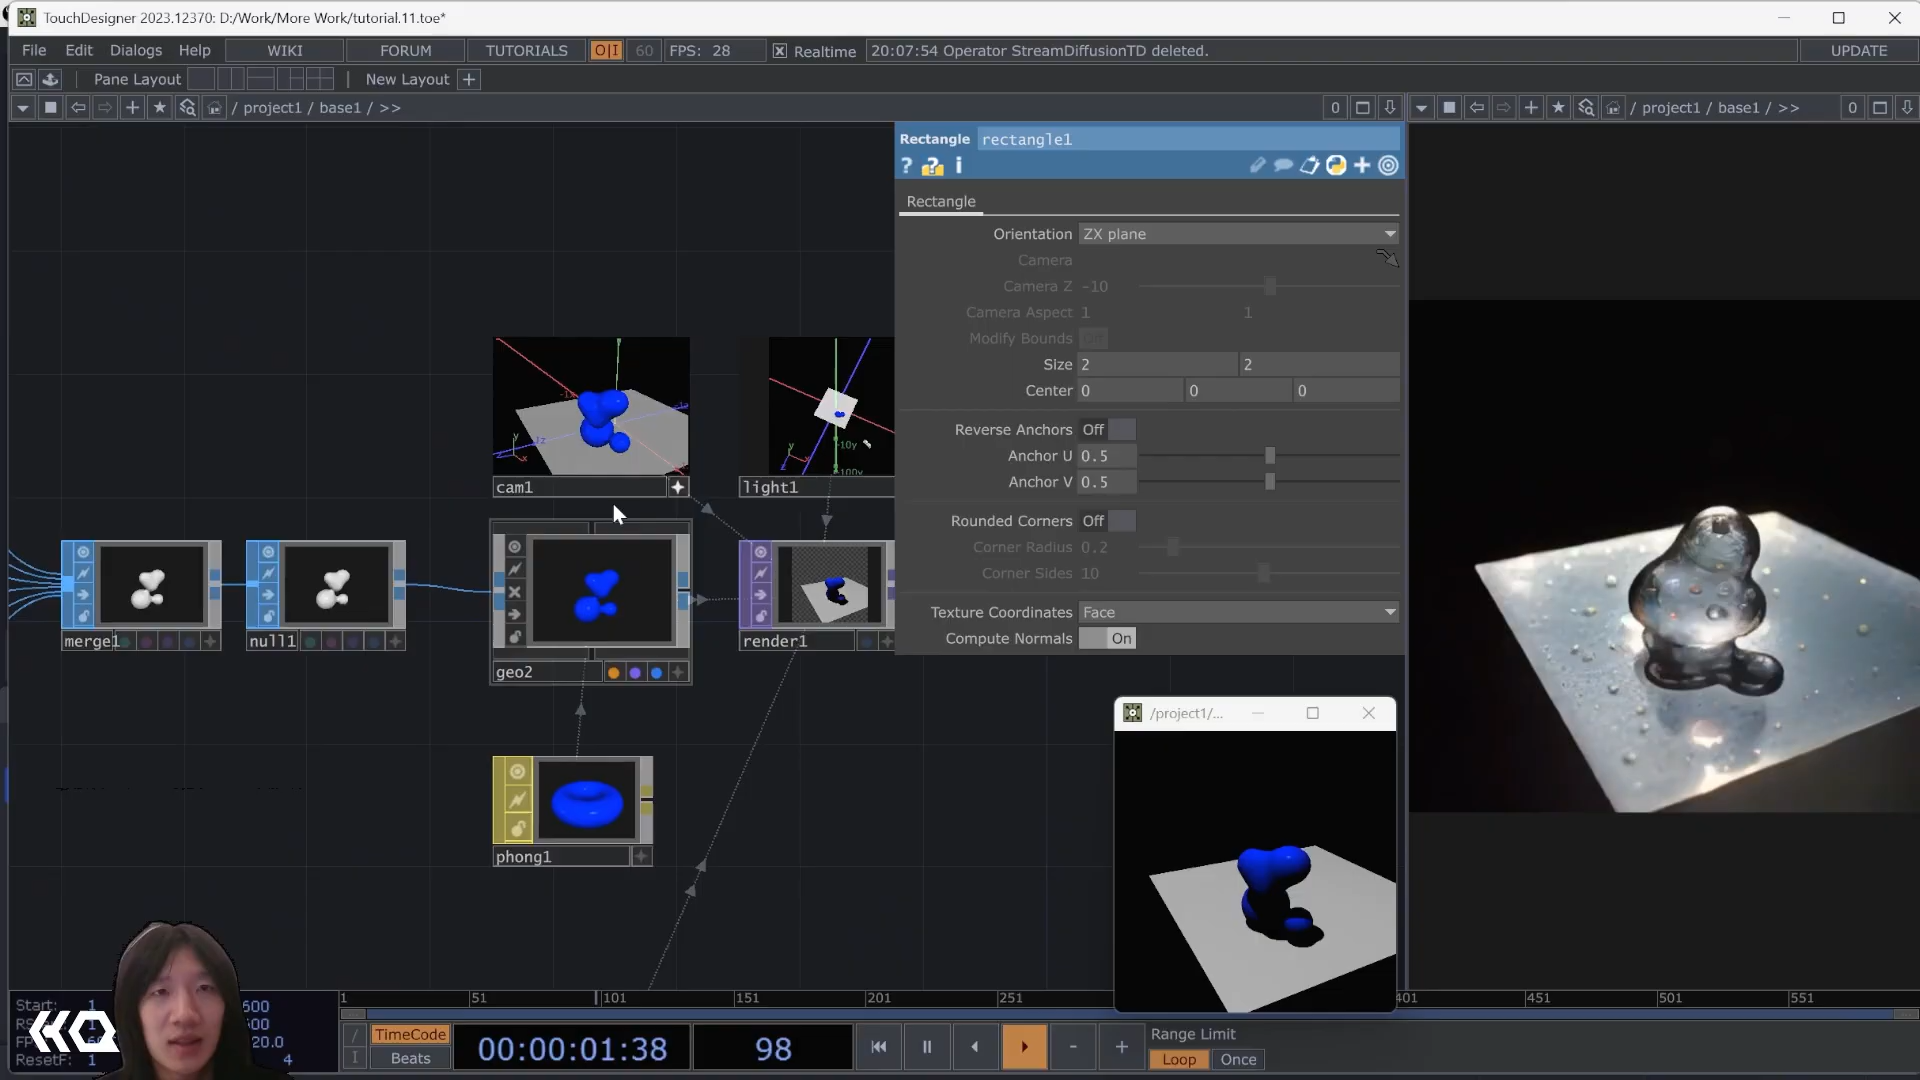 TouchDesigner 2023.12370: D:/Work/More Work/tutorial.11.toe*
File Edit Dialogs Help WIKI FORUM TUTORIALS O|I 60 FPS: 28 Realtime 20:07:54 Operator StreamDiffusionTD deleted. UPDATE
Pane Layout New Layout +
/ project1 / base1 / >> 0
/ project1 / base1 / >> 0
Rectangle rectangle1
? ? i
Rectangle
Orientation ZX plane
Camera
Camera Z -10
Camera Aspect 1 1
Modify Bounds Off
Size 2 2
Center 0 0 0
Reverse Anchors Off
Anchor U 0.5
Anchor V 0.5
Rounded Corners Off
Corner Radius 0.2
Corner Sides 10
Texture Coordinates Face
Compute Normals On
cam1
light1
merge1
null1
geo2
render1
phong1
/project1/...
Start: 1 600
ResetF: 1 4
1 51 101 151 201 251 401 451 501 551
TimeCode
Beats
00:00:01:38
98
Range Limit
Loop Once